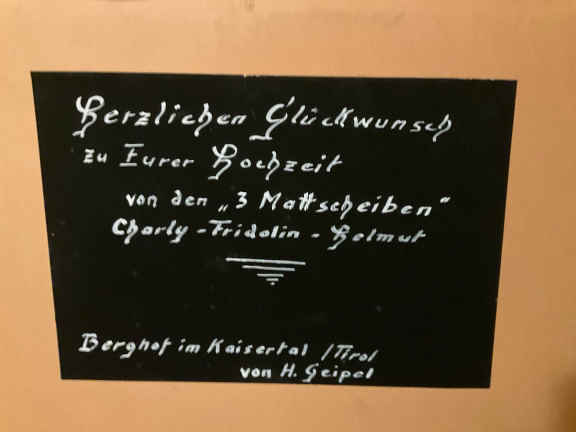 Herzlichen Glückwunsch
zu Eurer Hochzeit
von den „3 Mattscheiben"
Charly - Fridolin - Helmut
Berghof im Kaisertal /Tirol
von H. Geipel